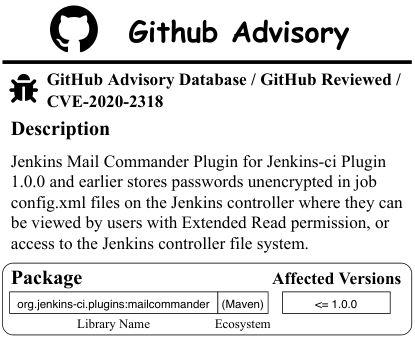 Github Advisory
GitHub Advisory Database / GitHub Reviewed /
CVE-2020-2318
Description
Jenkins Mail Commander Plugin for Jenkins-ci Plugin
1.0.0 and earlier stores passwords unencrypted in job
config.xml files on the Jenkins controller where they can
be viewed by users with Extended Read permission, or
access to the Jenkins controller file system.
Package Affected Versions
org.jenkins-ci.plugins:mailcommander (Maven) <= 1.0.0
Library Name Ecosystem